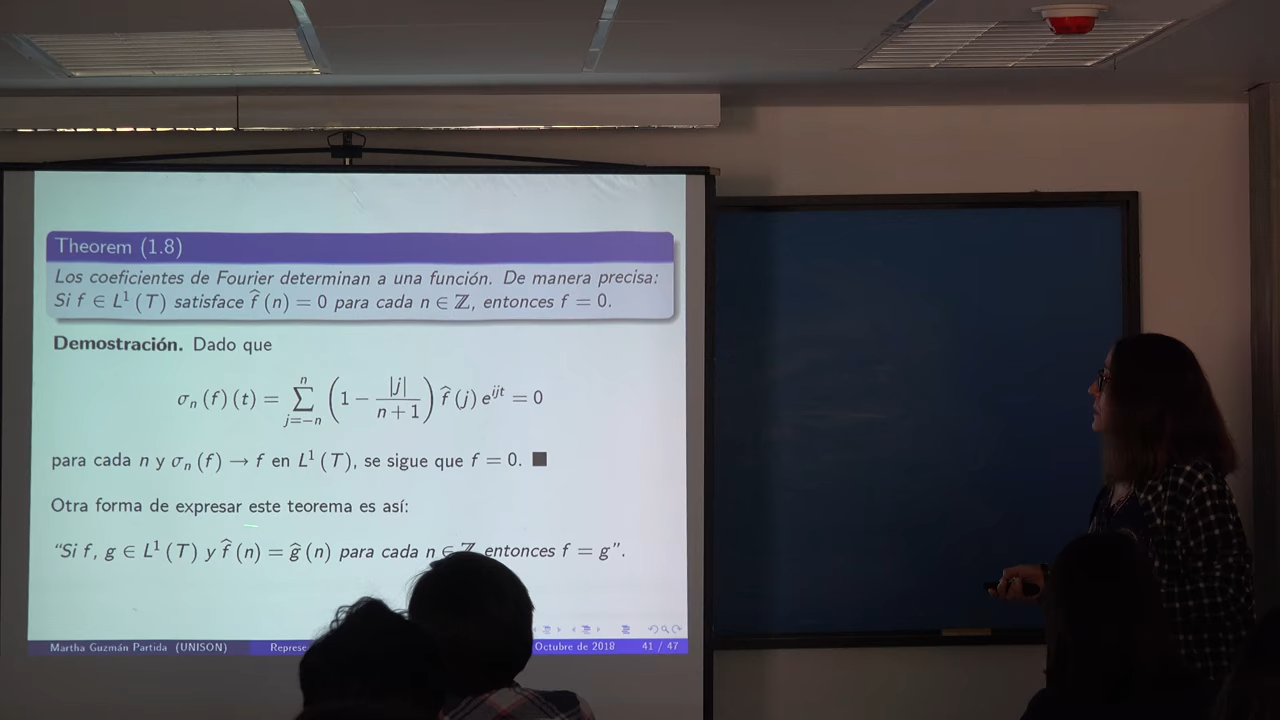 Theorem (1.8)
Los coeficientes de Fourier determinan a una función. De manera precisa:
Si f ∈ L¹ (T) satisface f̂ (n) = 0 para cada n ∈ ℤ, entonces f = 0.
Demostración. Dado que
σₙ (f) (t) = ∑_{j=−n}^{n} (1 − |j|/(n+1)) f̂ (j) e^{ijt} = 0
para cada n y σₙ (f) → f en L¹ (T), se sigue que f = 0. ■
Otra forma de expresar este teorema es así:
“Si f, g ∈ L¹ (T) y f̂ (n) = ĝ (n) para cada n ∈ ℤ entonces f = g”.
Martha Guzmán Partida (UNISON) Octubre de 2018 41 / 47